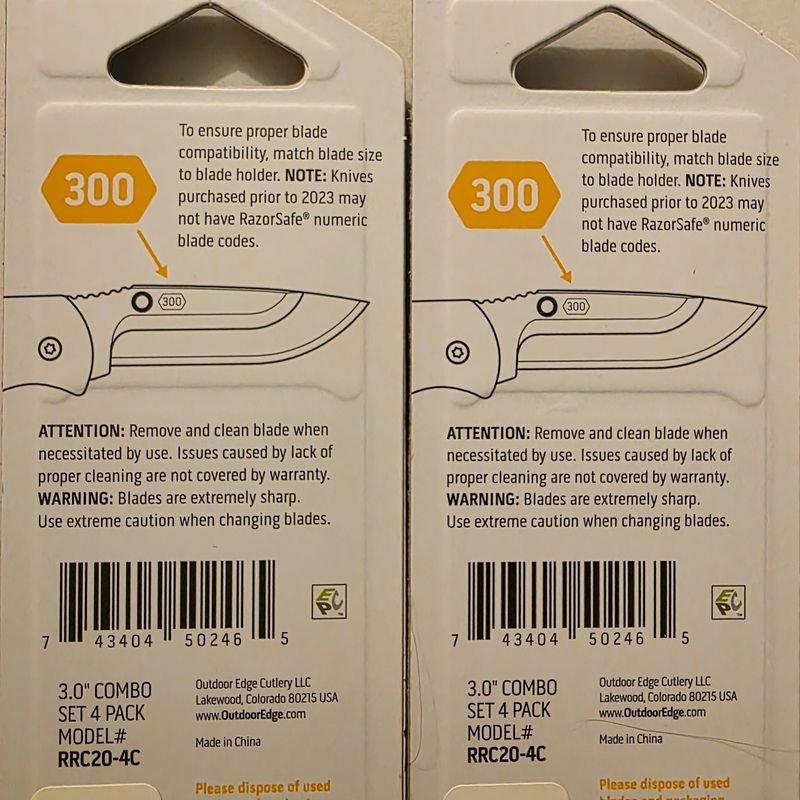 To ensure proper blade
compatibility, match blade size
to blade holder. NOTE: Knives
purchased prior to 2023 may
not have RazorSafe® numeric
blade codes.
300
300
ATTENTION: Remove and clean blade when
necessitated by use. Issues caused by lack of
proper cleaning are not covered by warranty.
WARNING: Blades are extremely sharp.
Use extreme caution when changing blades.
EPC™
7 43404 50246 5
3.0" COMBO
SET 4 PACK
MODEL#
RRC20-4C
Outdoor Edge Cutlery LLC
Lakewood, Colorado 80215 USA
www.OutdoorEdge.com
Made in China
Please dispose of used
To ensure proper blade
compatibility, match blade size
to blade holder. NOTE: Knives
purchased prior to 2023 may
not have RazorSafe® numeric
blade codes.
300
300
ATTENTION: Remove and clean blade when
necessitated by use. Issues caused by lack of
proper cleaning are not covered by warranty.
WARNING: Blades are extremely sharp.
Use extreme caution when changing blades.
EPC™
7 43404 50246 5
3.0" COMBO
SET 4 PACK
MODEL#
RRC20-4C
Outdoor Edge Cutlery LLC
Lakewood, Colorado 80215 USA
www.OutdoorEdge.com
Made in China
Please dispose of used